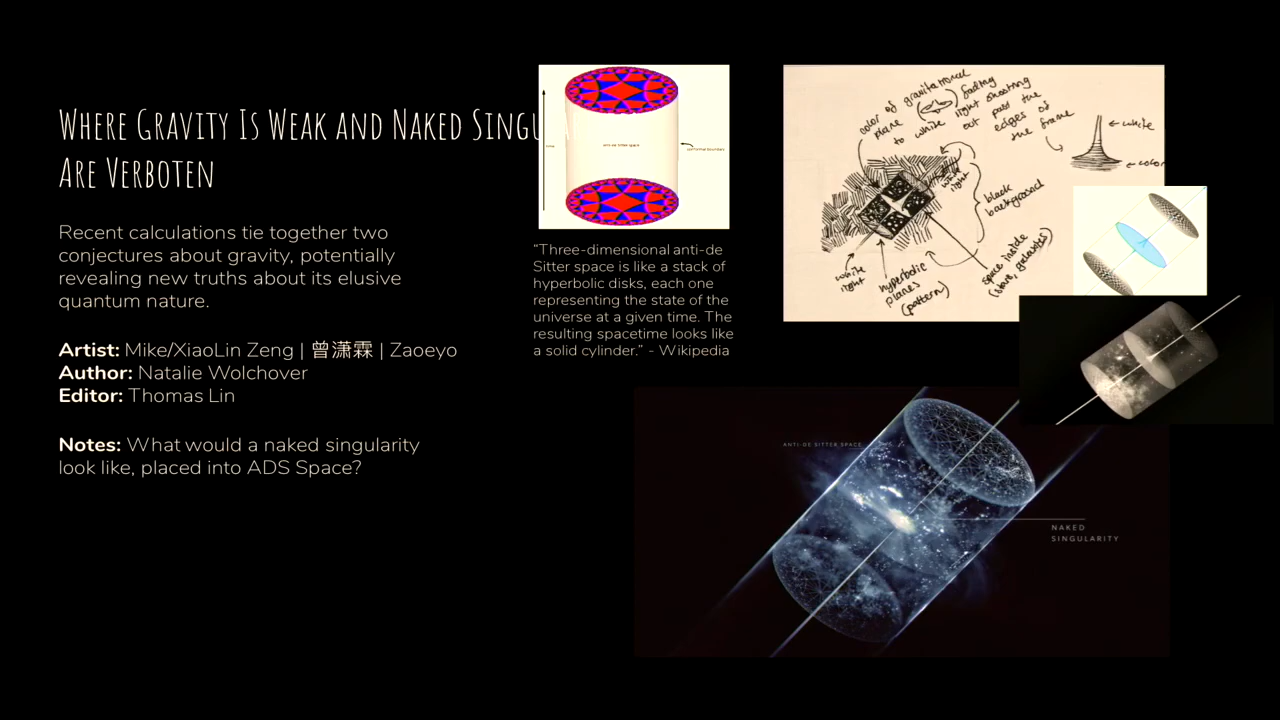 Where Gravity Is Weak and Naked Singu
Are Verboten
Recent calculations tie together two
conjectures about gravity, potentially
revealing new truths about its elusive
quantum nature.
Artist: Mike/XiaoLin Zeng | 曾潇霖 | Zaoeyo
Author: Natalie Wolchover
Editor: Thomas Lin
Notes: What would a naked singularity
look like, placed into ADS Space?
“Three-dimensional anti-de
Sitter space is like a stack of
hyperbolic disks, each one
representing the state of the
universe at a given time. The
resulting spacetime looks like
a solid cylinder.” - Wikipedia
color of gravitational
plane
fading
to white light shooting
out past the
edges of
the frame
white
color
white
light
black
background
white
light
hyperbolic
planes
(pattern)
space inside
(stars, galaxies)
ANTI-DE SITTER SPACE
NAKED
SINGULARITY